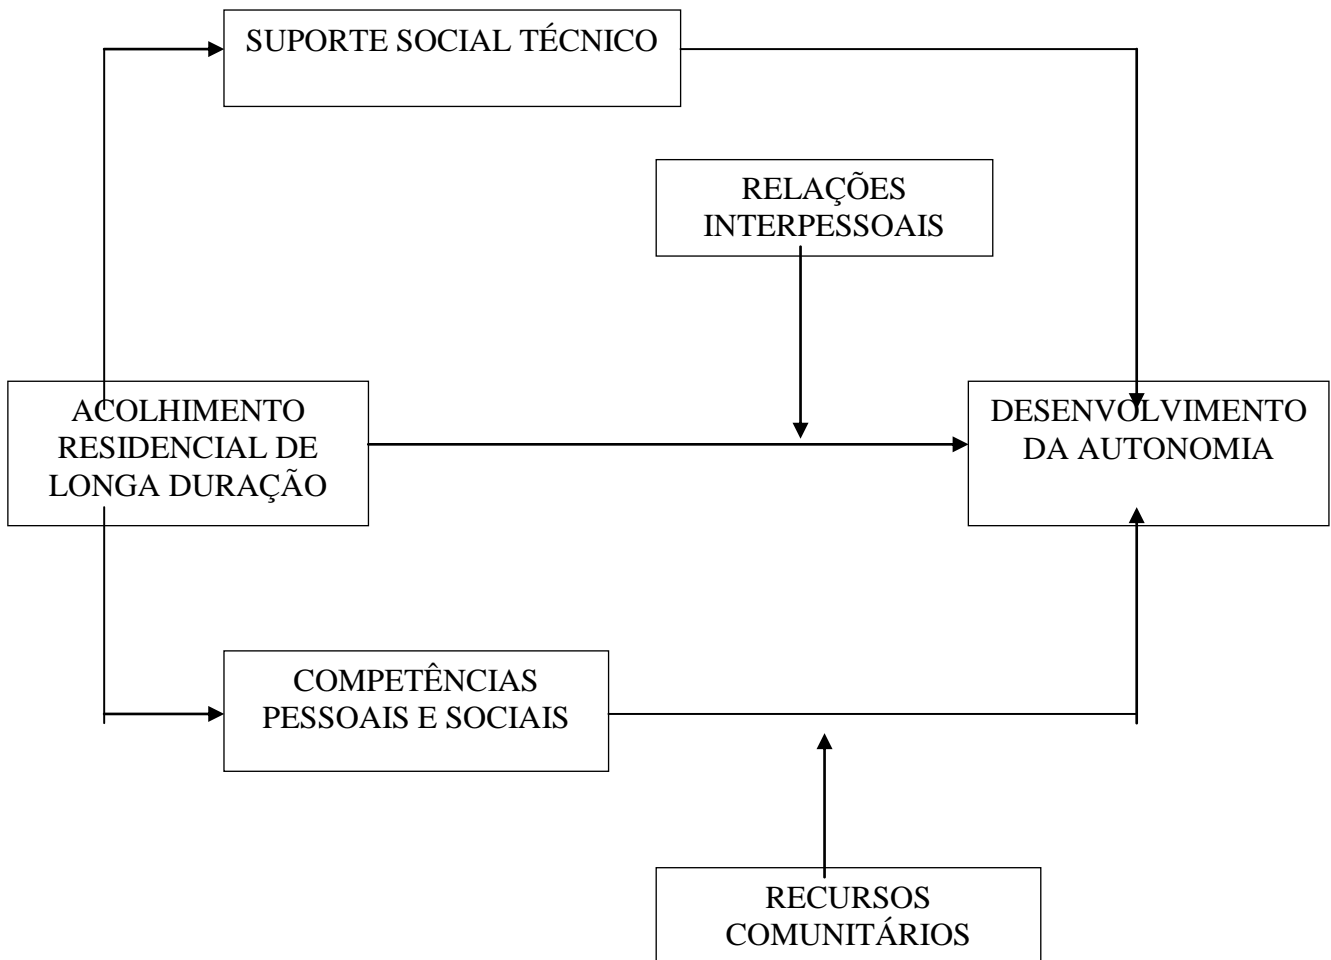 SUPORTE SOCIAL TÉCNICO
RELAÇÕES
INTERPESSOAIS
ACOLHIMENTO
RESIDENCIAL DE
LONGA DURAÇÃO
DESENVOLVIMENTO
DA AUTONOMIA
COMPETÊNCIAS
PESSOAIS E SOCIAIS
RECURSOS
COMUNITÁRIOS